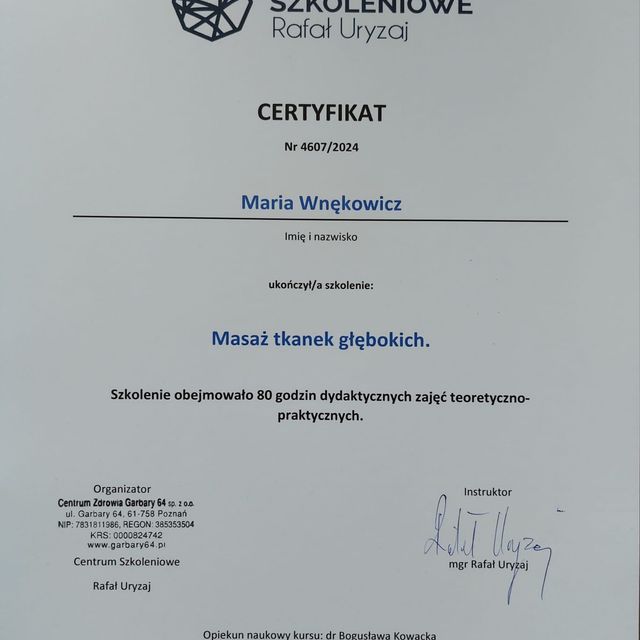 SZKOLENIOWE
Rafał Uryzaj
CERTYFIKAT
Nr 4607/2024
Maria Wnękowicz
Imię i nazwisko
ukończył/a szkolenie:
Masaż tkanek głębokich.
Szkolenie obejmowało 80 godzin dydaktycznych zajęć teoretyczno-
praktycznych.
Organizator
Centrum Zdrowia Garbary 64 sp. z o.o.
ul. Garbary 64, 61-758 Poznań
NIP: 7831811986, REGON: 385353504
KRS: 0000824742
www.garbary64.pl
Centrum Szkoleniowe
Rafał Uryzaj
Instruktor
Rafał Uryzaj
mgr Rafał Uryzaj
Opiekun naukowy kursu: dr Bogusława Kowacka